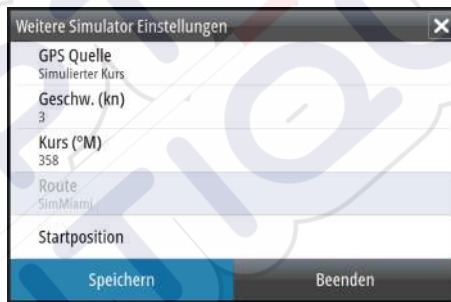 Weitere Simulator Einstellungen
GPS Quelle
Simulierter Kurs
Geschw. (kn)
3
Kurs (°M)
358
Route
SimMiami
Startposition
Speichern
Beenden